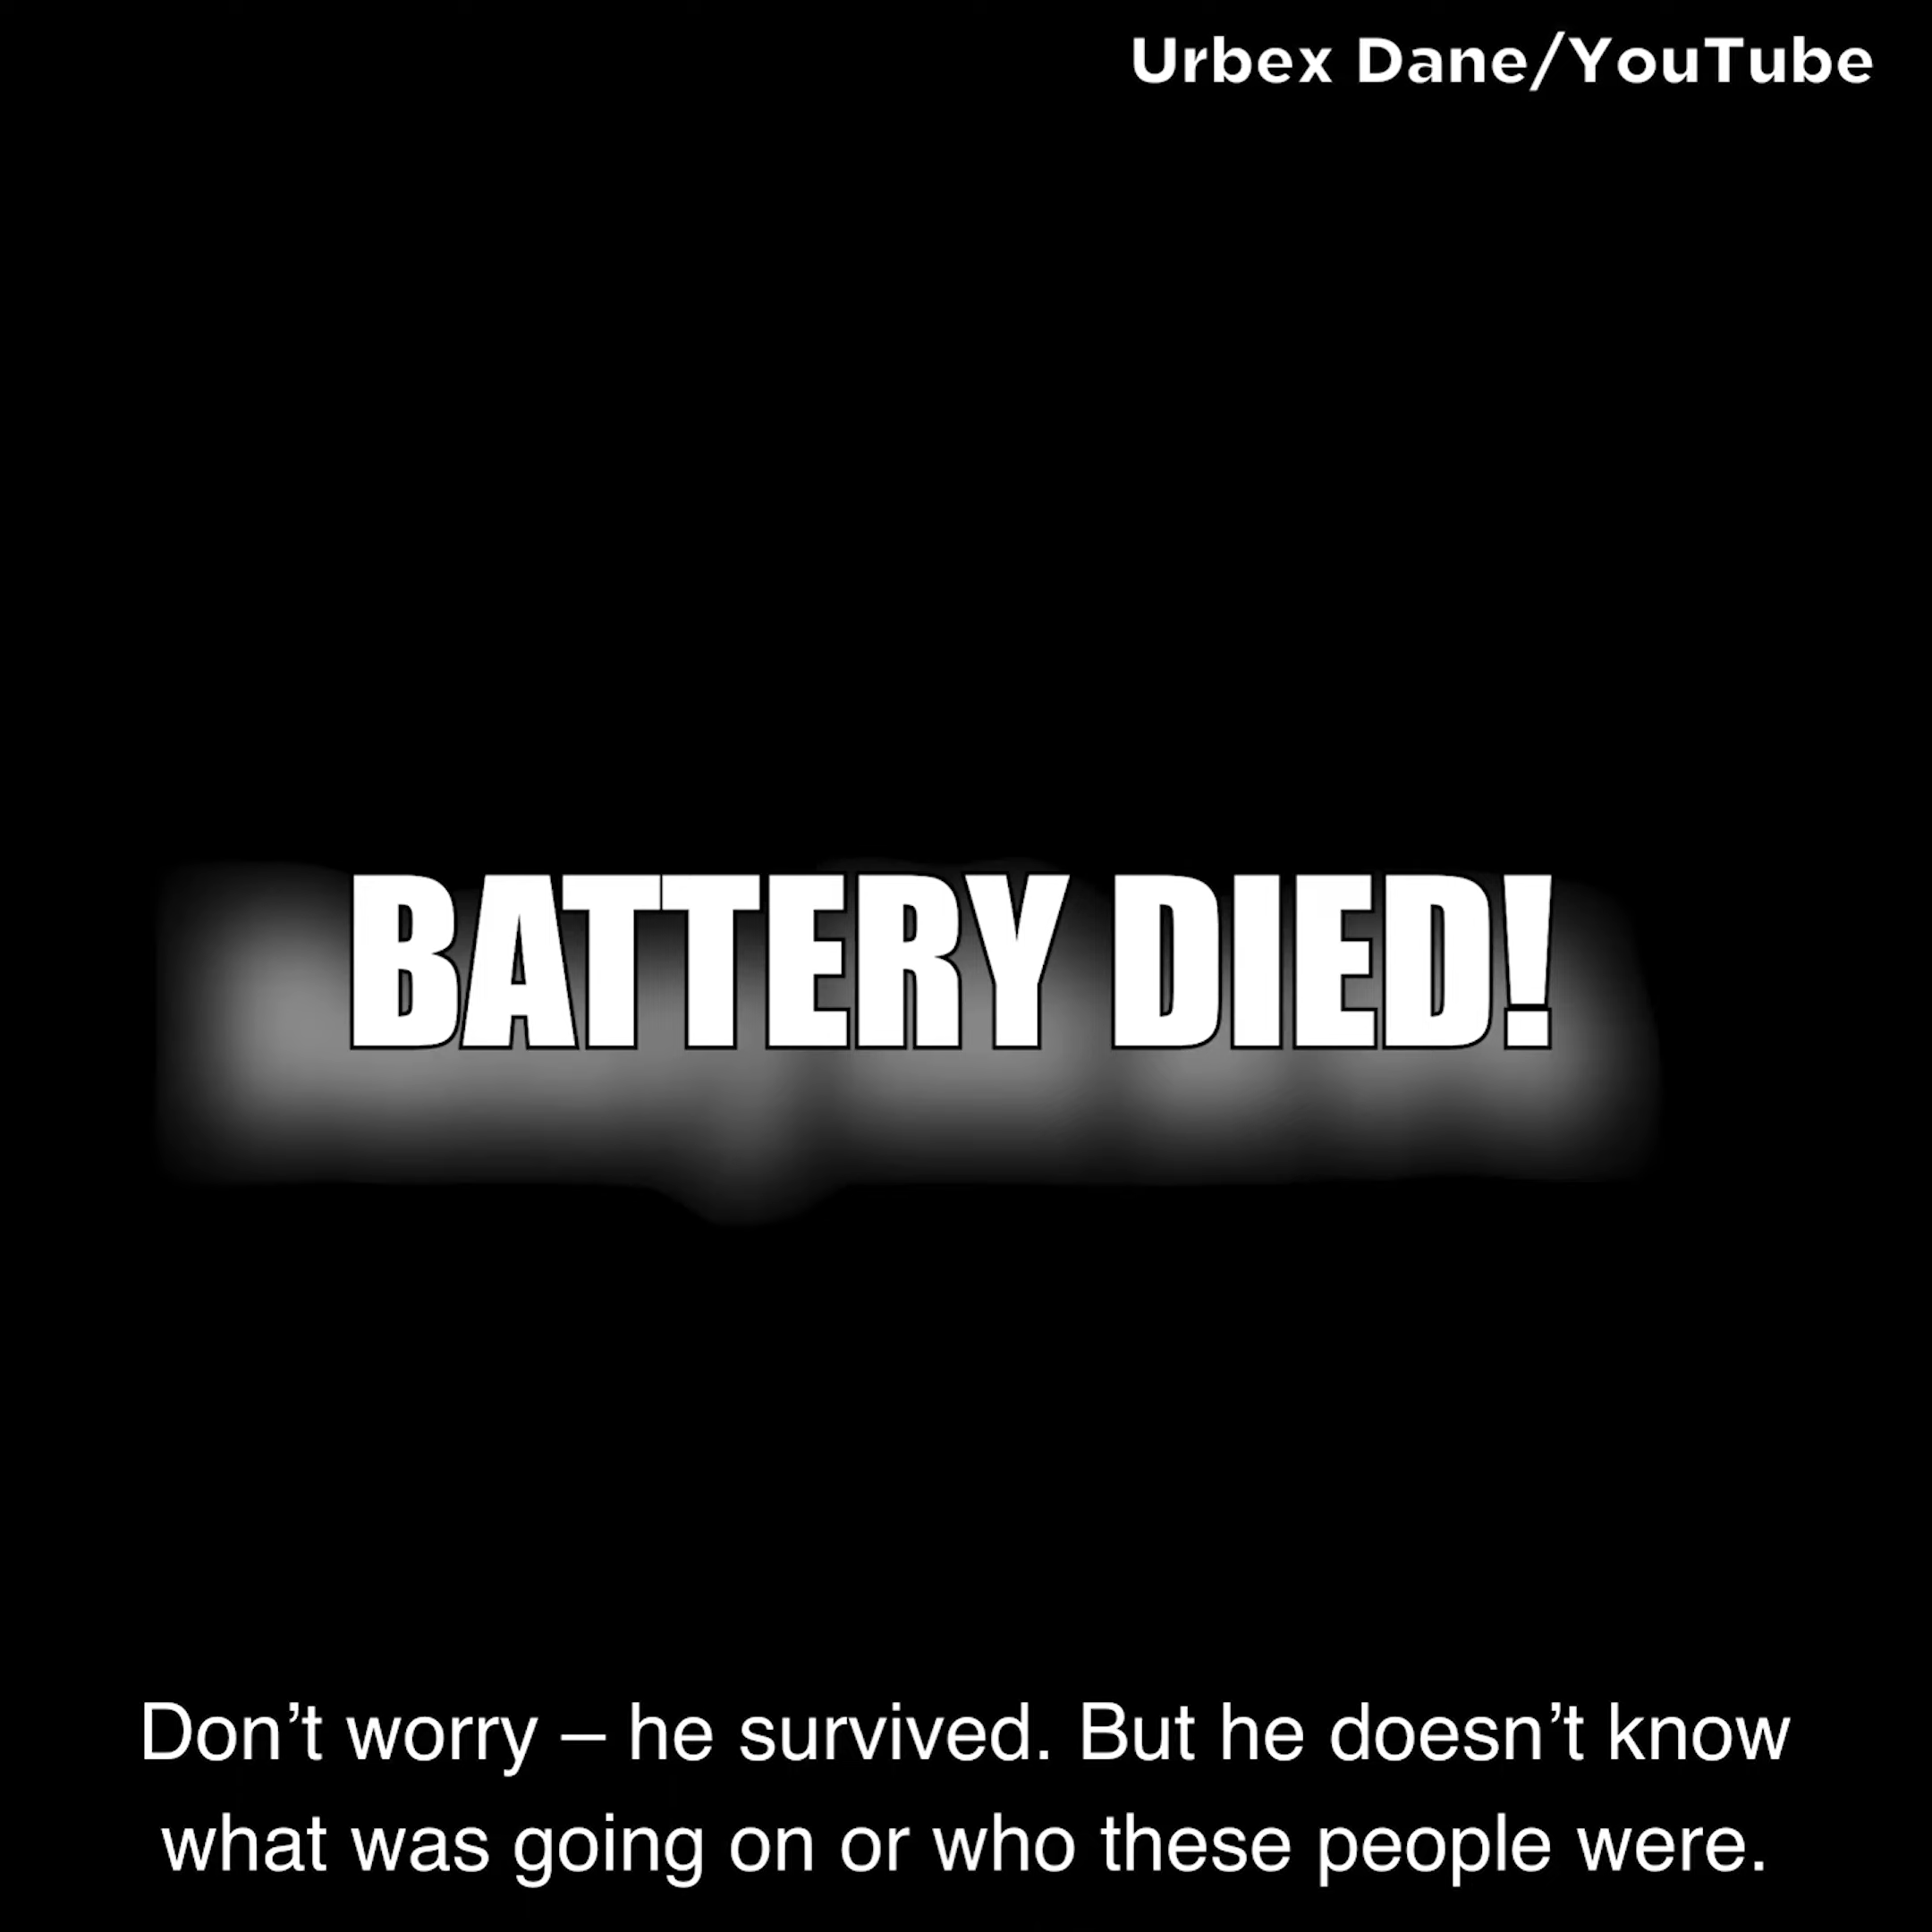 Urbex Dane/YouTube
BATTERY DIED!
Don’t worry – he survived. But he doesn’t know
what was going on or who these people were.